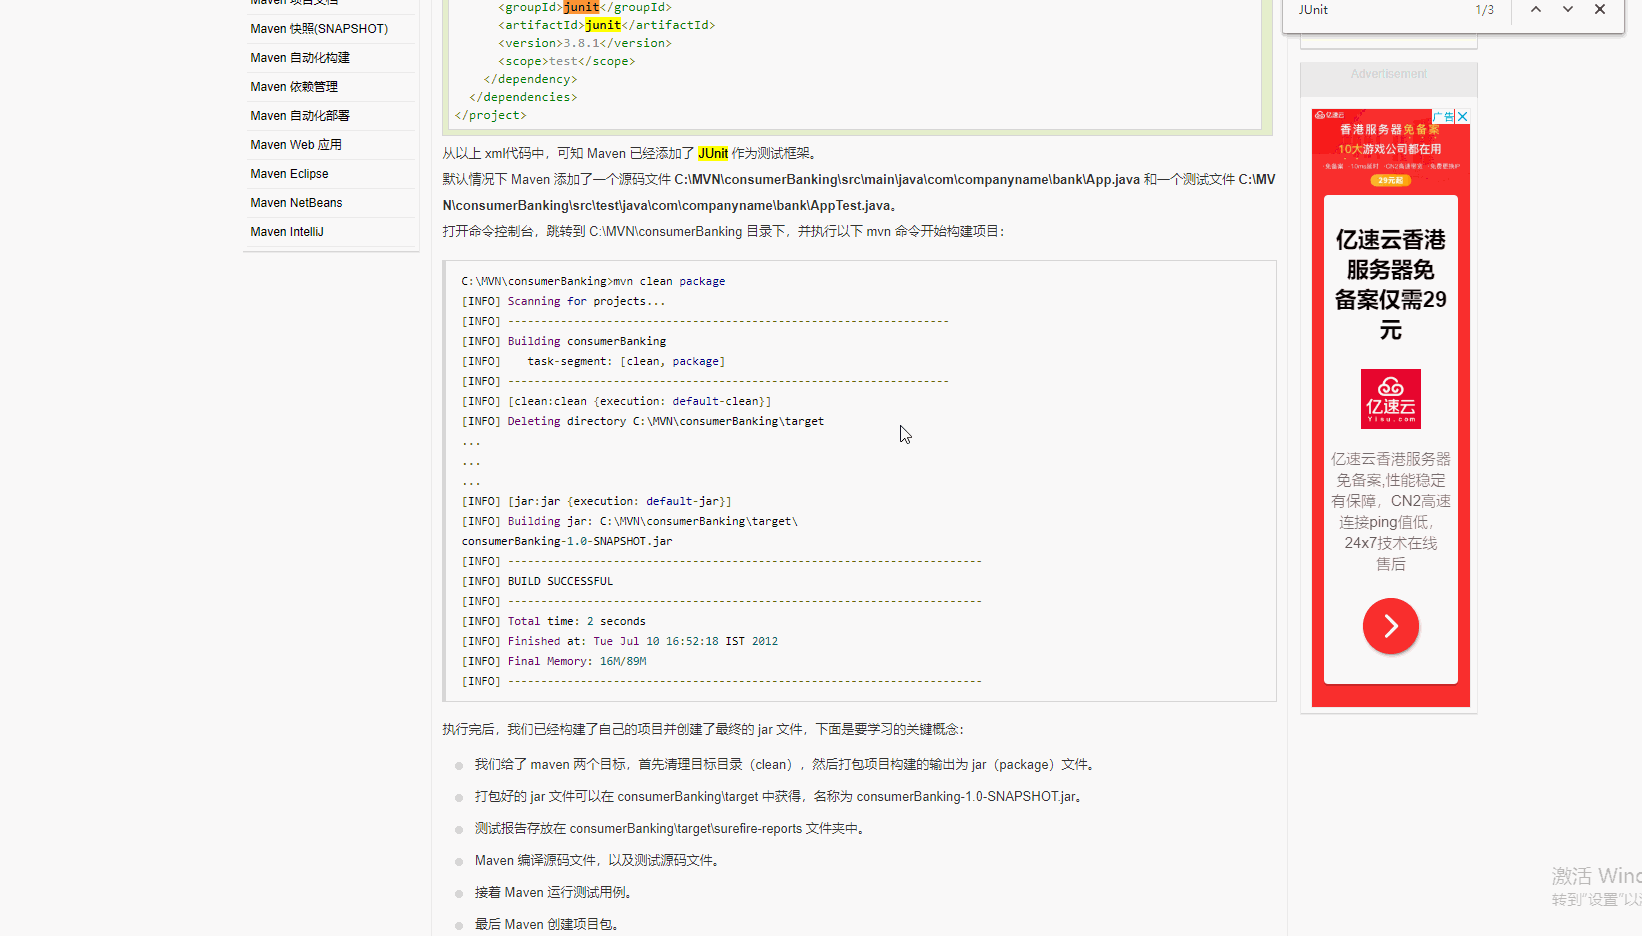 Maven 快照(SNAPSHOT)
Maven 自动化构建
Maven 依赖管理
Maven 自动化部署
Maven Web 应用
Maven Eclipse
Maven NetBeans
Maven IntelliJ
<groupId>junit</groupId>
<artifactId>junit</artifactId>
<version>3.8.1</version>
<scope>test</scope>
</dependency>
</dependencies>
</project>
从以上 xml代码中，可知 Maven 已经添加了 JUnit 作为测试框架。
默认情况下 Maven 添加了一个源码文件 C:\MVN\consumerBanking\src\main\java\com\companyname\bank\App.java 和一个测试文件 C:\MV
N\consumerBanking\src\test\java\com\companyname\bank\AppTest.java。
打开命令控制台，跳转到 C:\MVN\consumerBanking 目录下，并执行以下 mvn 命令开始构建项目：
C:\MVN\consumerBanking>mvn clean package
[INFO] Scanning for projects...
[INFO] -------------------------------------------------------------------
[INFO] Building consumerBanking
[INFO]    task-segment: [clean, package]
[INFO] -------------------------------------------------------------------
[INFO] [clean:clean {execution: default-clean}]
[INFO] Deleting directory C:\MVN\consumerBanking\target
...
...
...
[INFO] [jar:jar {execution: default-jar}]
[INFO] Building jar: C:\MVN\consumerBanking\target\
consumerBanking-1.0-SNAPSHOT.jar
[INFO] ------------------------------------------------------------------------
[INFO] BUILD SUCCESSFUL
[INFO] ------------------------------------------------------------------------
[INFO] Total time: 2 seconds
[INFO] Finished at: Tue Jul 10 16:52:18 IST 2012
[INFO] Final Memory: 16M/89M
[INFO] ------------------------------------------------------------------------
执行完后，我们已经构建了自己的项目并创建了最终的 jar 文件，下面是要学习的关键概念：
我们给了 maven 两个目标，首先清理目标目录（clean），然后打包项目构建的输出为 jar（package）文件。
打包好的 jar 文件可以在 consumerBanking\target 中获得，名称为 consumerBanking-1.0-SNAPSHOT.jar。
测试报告存放在 consumerBanking\target\surefire-reports 文件夹中。
Maven 编译源码文件，以及测试源码文件。
接着 Maven 运行测试用例。
最后 Maven 创建项目包。
JUnit 1/3
Advertisement
亿速云
广告
香港服务器免备案
10大游戏公司都在用
29元起
亿速云香港
服务器免
备案仅需29
元
亿速云
Yisu.com
亿速云香港服务器
免备案,性能稳定
有保障，CN2高速
连接ping值低，
24x7技术在线
售后
激活 Wind
转到"设置"以